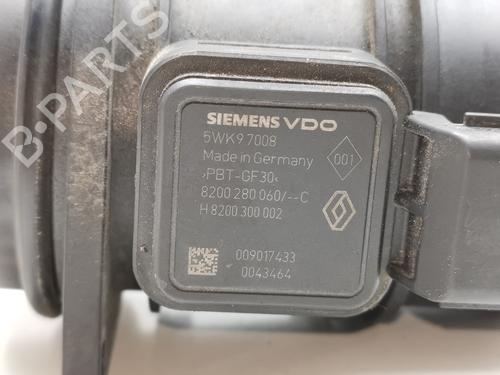 B-PARTS
SIEMENS VDO
5WK9 7008
Made in Germany
001
›PBT-GF30‹
8200 280 060/--C
H 8200 300 002
009017433
0043464